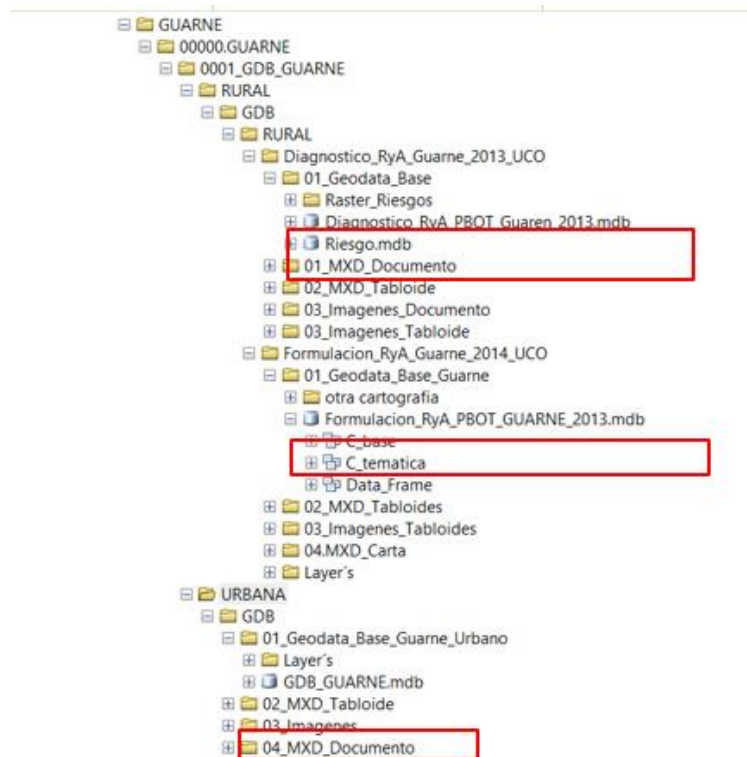 GUARNE
00000.GUARNE
0001_GDB_GUARNE
RURAL
GDB
RURAL
Diagnostico_RyA_Guarne_2013_UCO
01_Geodata_Base
Raster_Riesgos
Diagnostico_RyA_PBOT_Guaren_2013.mdb
Riesgo.mdb
01_MXD_Documento
02_MXD_Tabloide
03_Imagenes_Documento
03_Imagenes_Tabloide
Formulacion_RyA_Guarne_2014_UCO
01_Geodata_Base_Guarne
otra cartografia
Formulacion_RyA_PBOT_GUARNE_2013.mdb
C_base
C_tematica
Data_Frame
02_MXD_Tabloides
03_Imagenes_Tabloides
04.MXD_Carta
Layer´s
URBANA
GDB
01_Geodata_Base_Guarne_Urbano
Layer´s
GDB_GUARNE.mdb
02_MXD_Tabloide
03_Imagenes
04_MXD_Documento